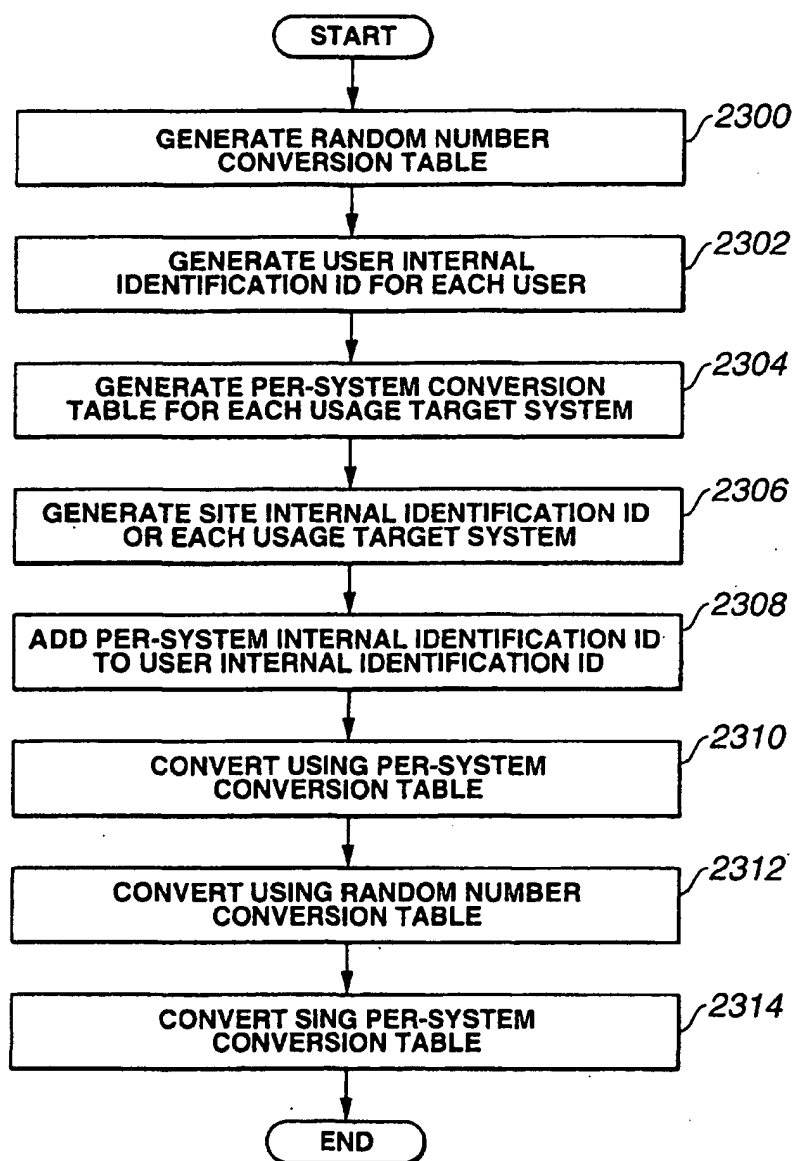 START
GENERATE RANDOM NUMBER
CONVERSION TABLE
2300
GENERATE USER INTERNAL
IDENTIFICATION ID FOR EACH USER
2302
GENERATE PER-SYSTEM CONVERSION
TABLE FOR EACH USAGE TARGET SYSTEM
2304
GENERATE SITE INTERNAL IDENTIFICATION ID
OR EACH USAGE TARGET SYSTEM
2306
ADD PER-SYSTEM INTERNAL IDENTIFICATION ID
TO USER INTERNAL IDENTIFICATION ID
2308
CONVERT USING PER-SYSTEM
CONVERSION TABLE
2310
CONVERT USING RANDOM NUMBER
CONVERSION TABLE
2312
CONVERT SING PER-SYSTEM
CONVERSION TABLE
2314
END